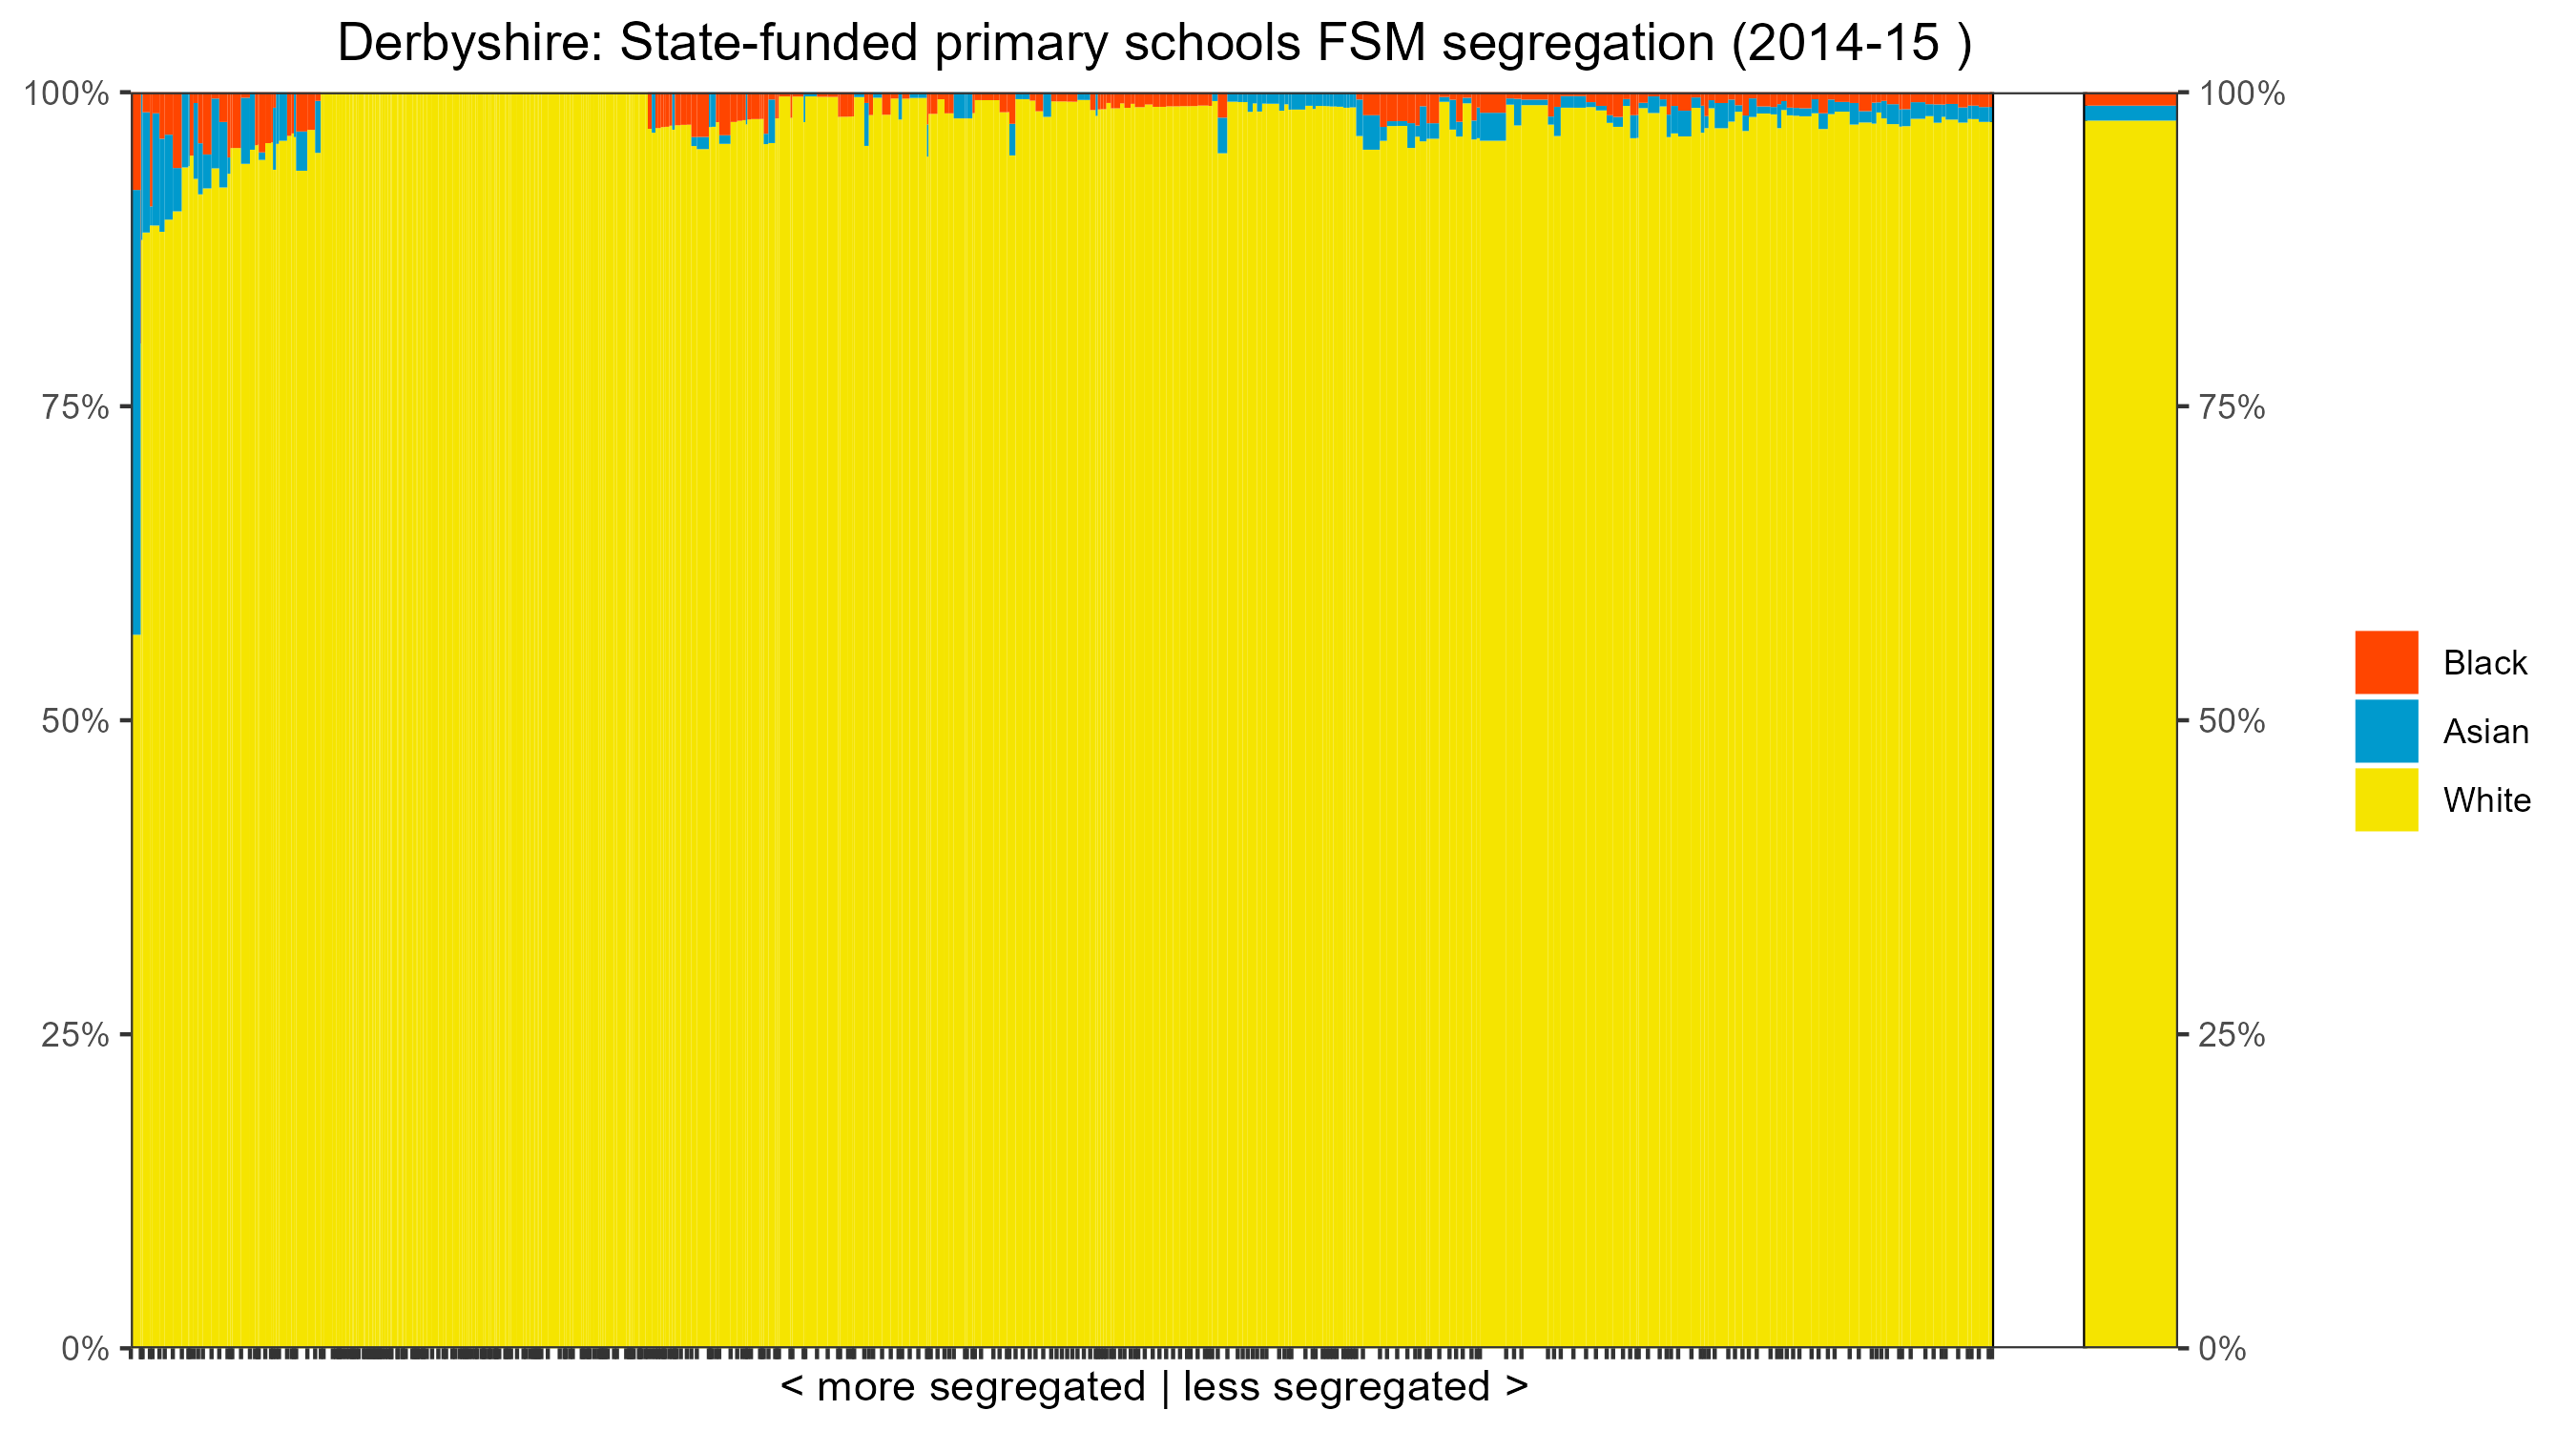 Derbyshire: State-funded primary schools FSM segregation (2014-15 )
100%
75%
50%
25%
0%
100%
75%
50%
25%
0%
Black
Asian
White
< more segregated | less segregated >